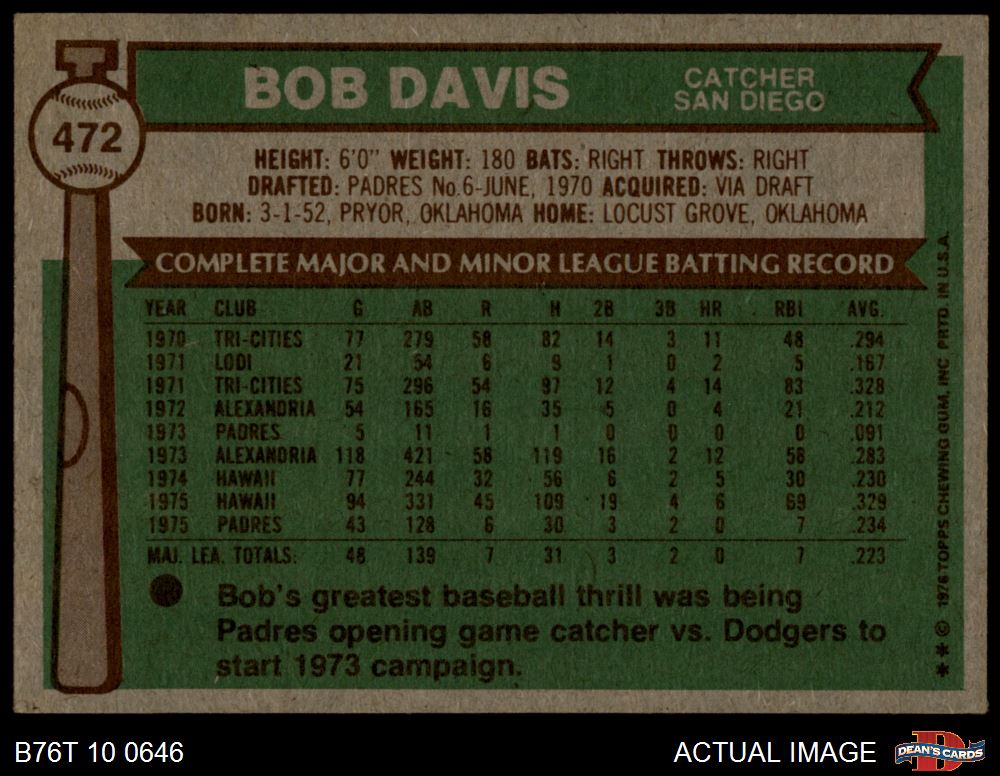 472
BOB DAVIS
CATCHER
SAN DIEGO
HEIGHT: 6'0" WEIGHT: 180 BATS: RIGHT THROWS: RIGHT
DRAFTED: PADRES No.6-JUNE, 1970 ACQUIRED: VIA DRAFT
BORN: 3-1-52, PRYOR, OKLAHOMA HOME: LOCUST GROVE, OKLAHOMA
COMPLETE MAJOR AND MINOR LEAGUE BATTING RECORD
YEAR CLUB G AB R H 2B 3B HR RBI AVG.
1970 TRI-CITIES 77 279 58 82 14 3 11 48 .294
1971 LODI 21 54 6 9 1 0 2 5 .167
1971 TRI-CITIES 75 296 54 97 12 4 14 83 .328
1972 ALEXANDRIA 54 165 16 35 5 0 4 21 .212
1973 PADRES 5 11 1 1 0 0 0 0 .091
1973 ALEXANDRIA 118 421 58 119 16 2 12 58 .283
1974 HAWAII 77 244 32 56 6 2 5 30 .230
1975 HAWAII 94 331 45 109 19 4 6 69 .329
1975 PADRES 43 128 6 30 3 2 0 7 .234
MAJ. LEA. TOTALS: 48 139 7 31 3 2 0 7 .223
Bob's greatest baseball thrill was being
Padres opening game catcher vs. Dodgers to
start 1973 campaign.
***© 1976 TOPPS CHEWING GUM, INC. PRTD. IN U.S.A.
B76T 10 0646
ACTUAL IMAGE
D
DEAN'S CARDS